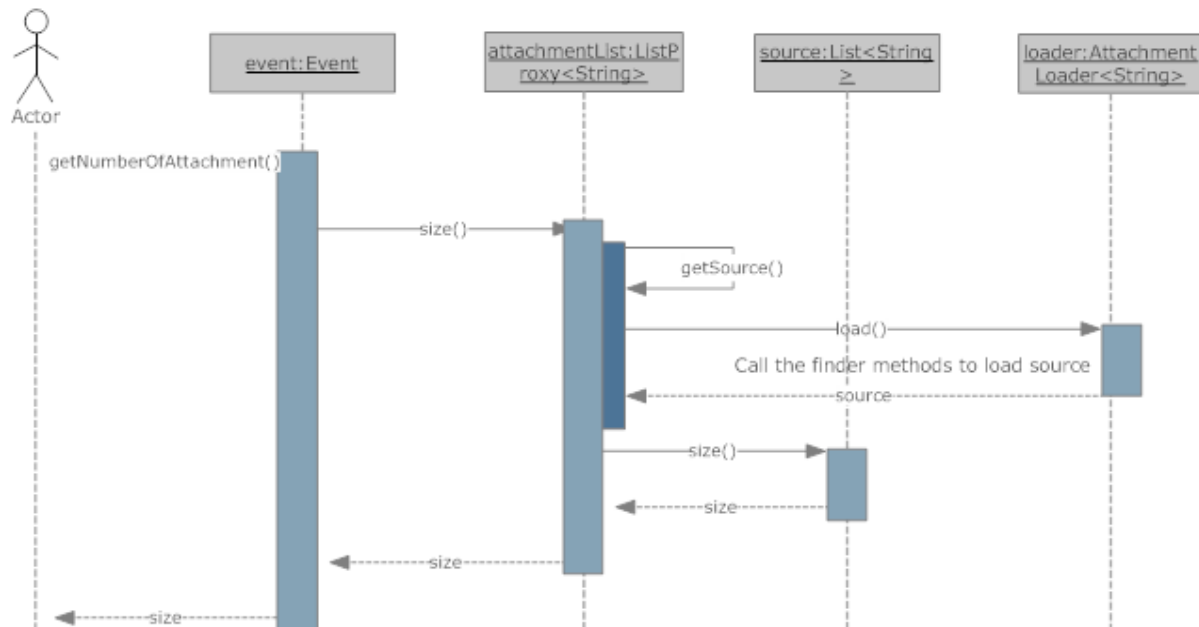 event:Event
attachmentList:ListP
roxy<String>
source:List<String
>
loader:Attachment
Loader<String>
Actor
getNumberOfAttachment()
size()
getSource()
load()
Call the finder methods to load source
source
size()
size
size
size